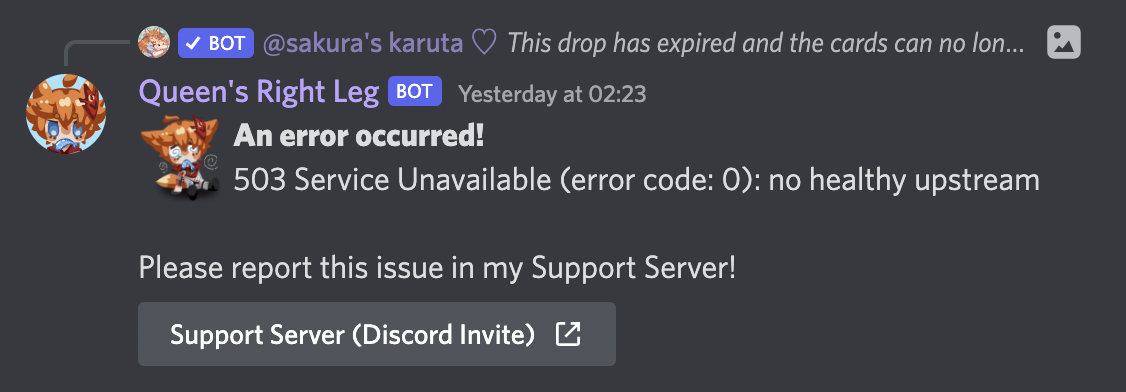 ✓ BOT @sakura's karuta ♡ This drop has expired and the cards can no lon...
Queen's Right Leg BOT Yesterday at 02:23
An error occurred!
503 Service Unavailable (error code: 0): no healthy upstream
Please report this issue in my Support Server!
Support Server (Discord Invite)